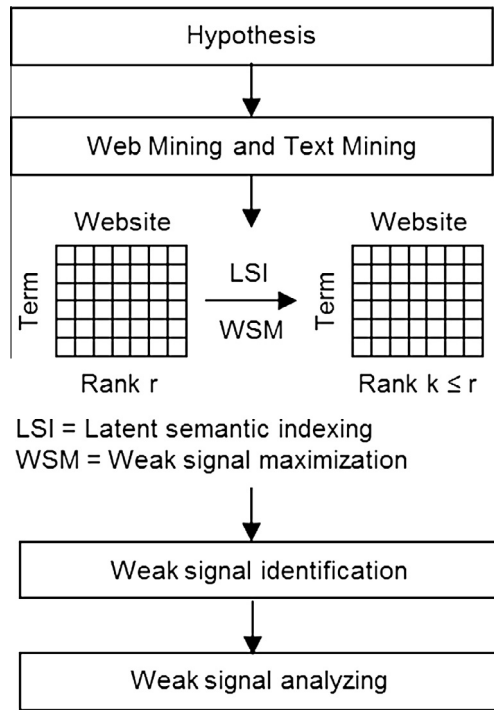 Hypothesis
Web Mining and Text Mining
Website
Website
Term
LSI
WSM
Term
Rank r
Rank k ≤ r
LSI = Latent semantic indexing
WSM = Weak signal maximization
Weak signal identification
Weak signal analyzing